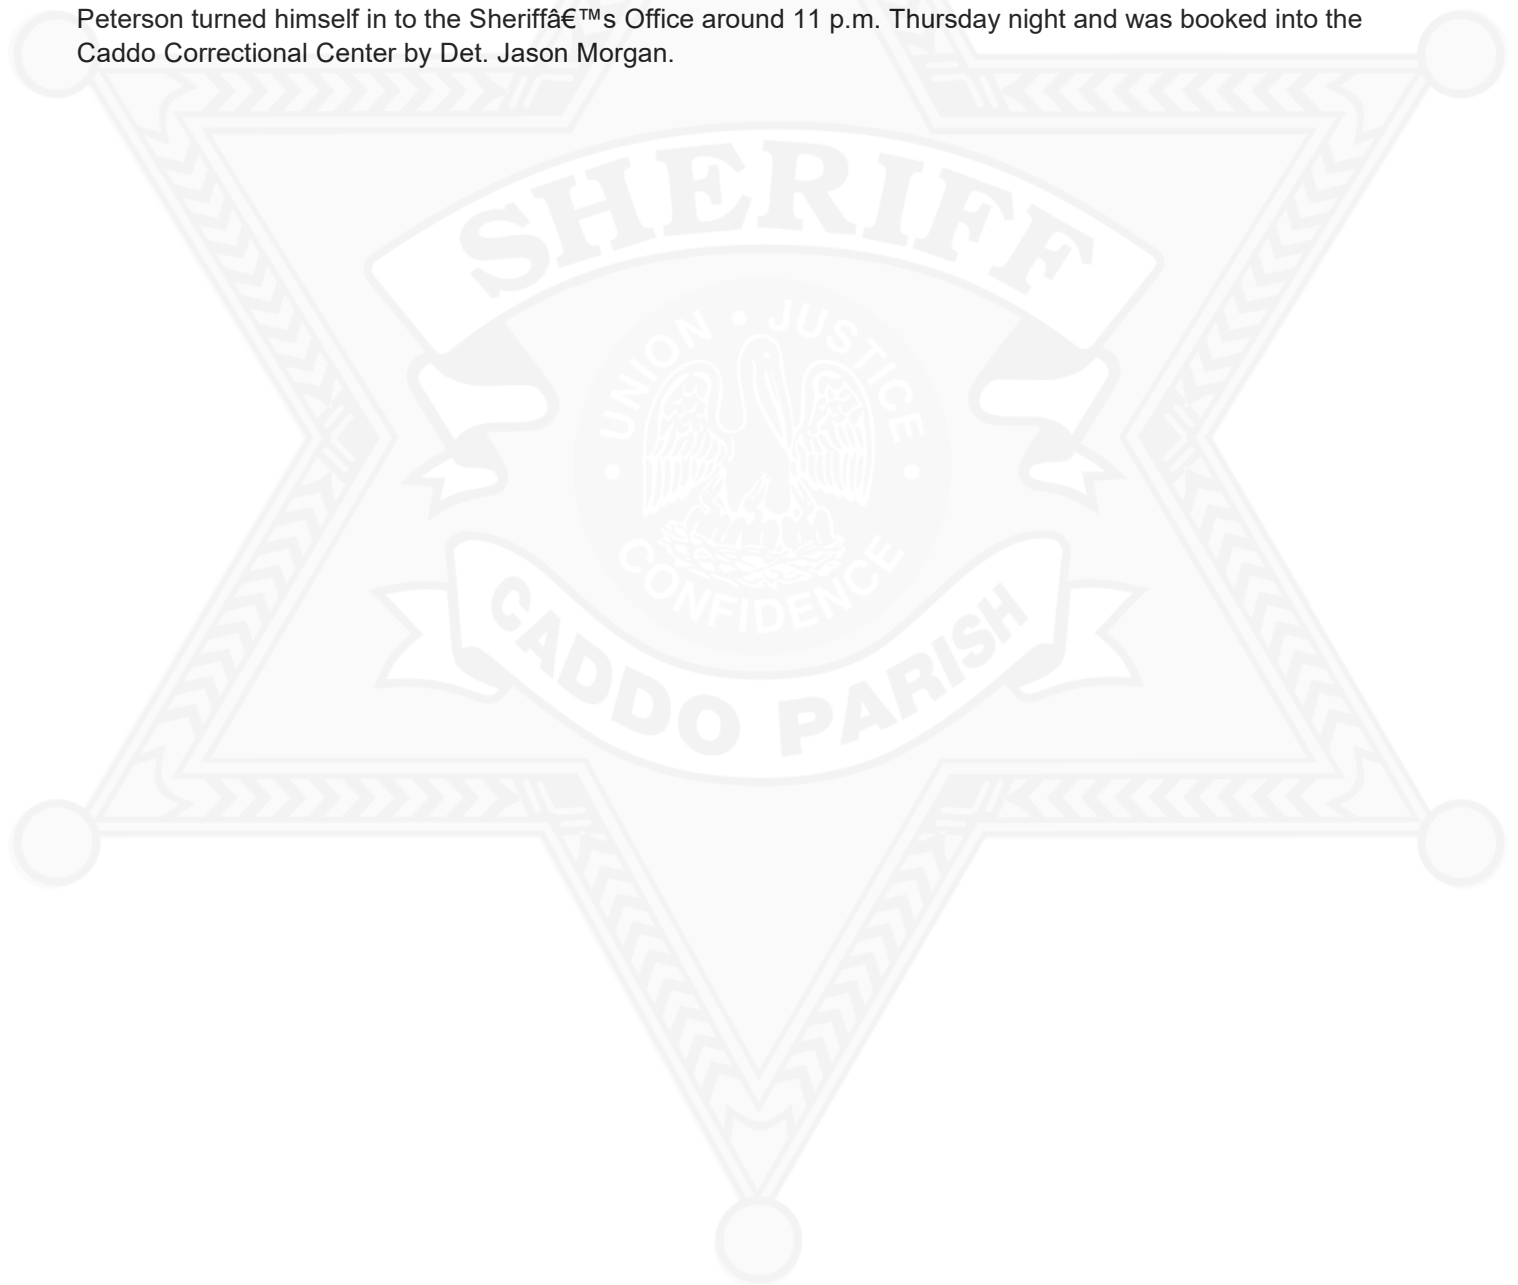 Peterson turned himself in to the Sheriffâ€™s Office around 11 p.m. Thursday night and was booked into the
Caddo Correctional Center by Det. Jason Morgan.
SHERIFF
UNION • JUSTICE
• CONFIDENCE •
CADDO PARISH